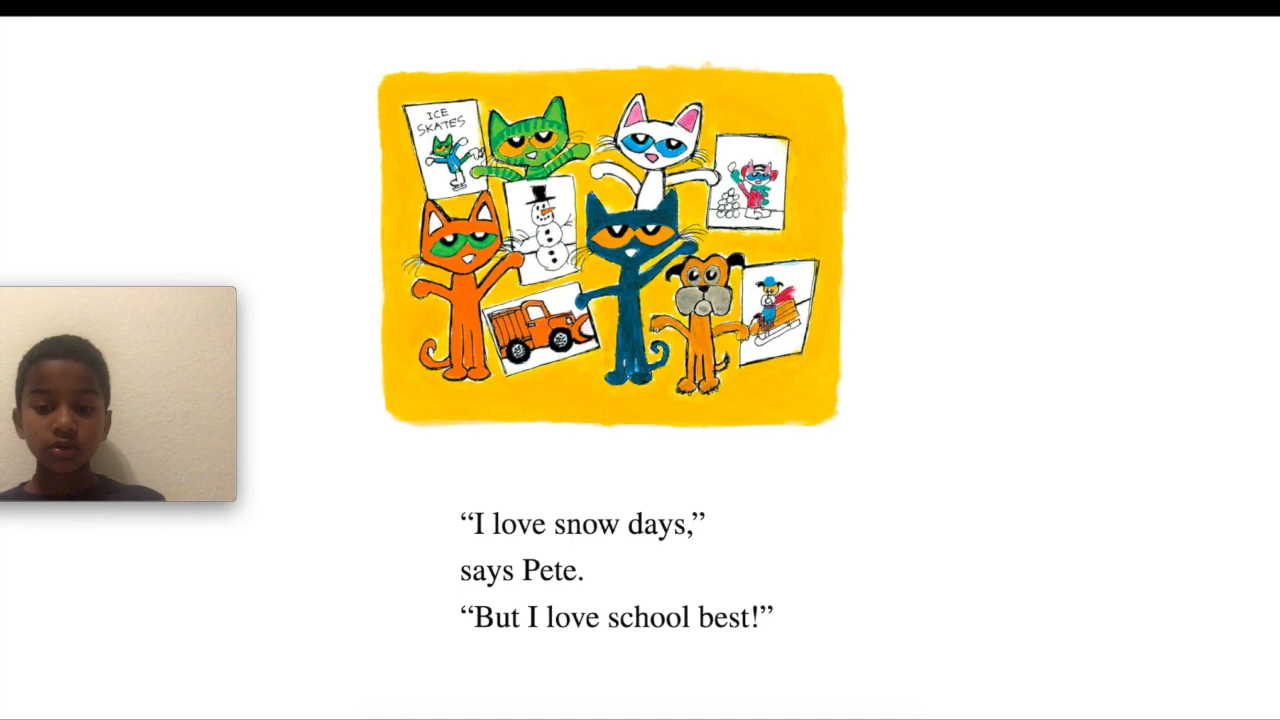 ICE
SKATES
“I love snow days,”
says Pete.
“But I love school best!”